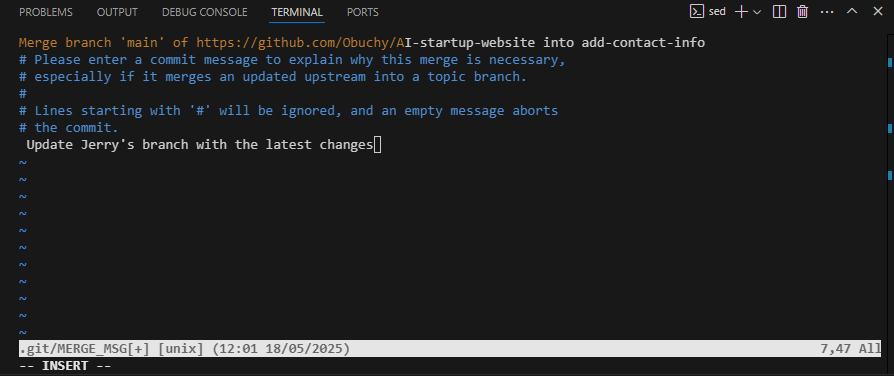 PROBLEMS OUTPUT DEBUG CONSOLE TERMINAL PORTS sed
Merge branch 'main' of https://github.com/Obuchy/AI-startup-website into add-contact-info
# Please enter a commit message to explain why this merge is necessary,
# especially if it merges an updated upstream into a topic branch.
#
# Lines starting with '#' will be ignored, and an empty message aborts
# the commit.
Update Jerry's branch with the latest changes
~
~
~
~
~
~
~
~
~
~
~
.git/MERGE_MSG[+] [unix] (12:01 18/05/2025) 7,47 All
-- INSERT --